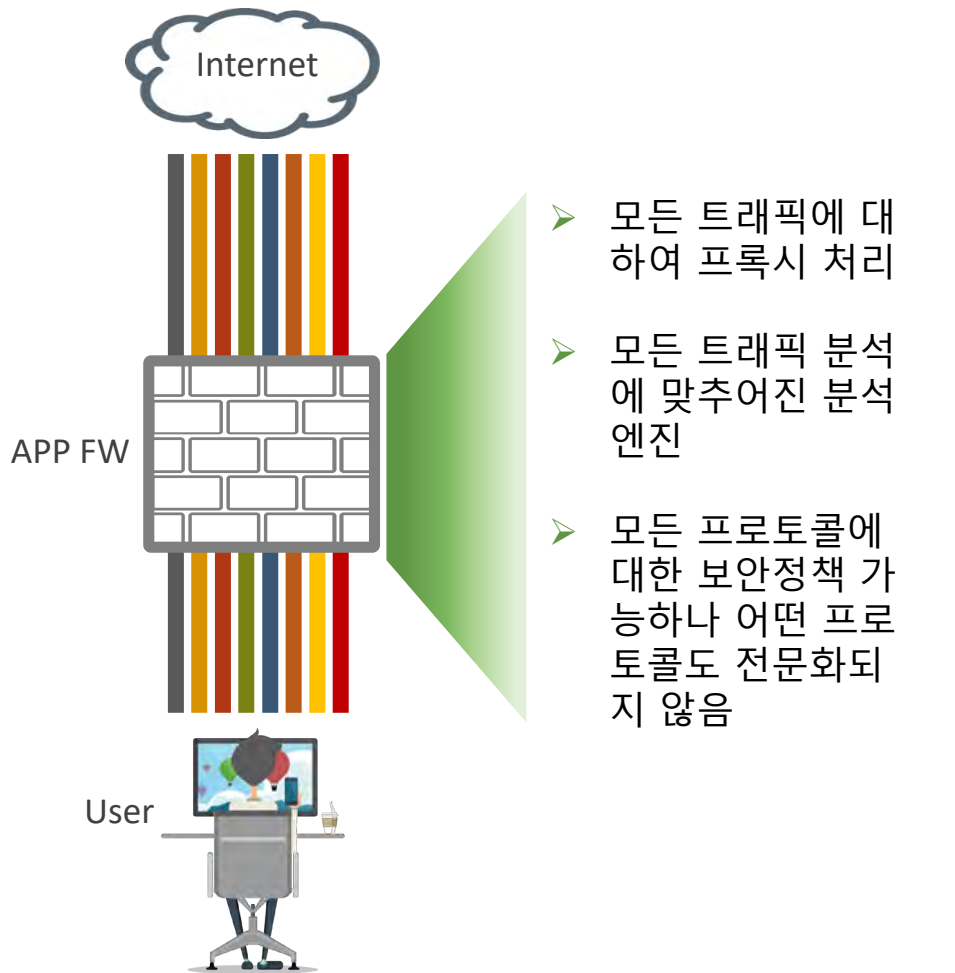 Internet
➢ 모든 트래픽에 대
하여 프록시 처리
➢ 모든 트래픽 분석
에 맞추어진 분석
엔진
APP FW
➢ 모든 프로토콜에
대한 보안정책 가
능하나 어떤 프로
토콜도 전문화되
지 않음
User